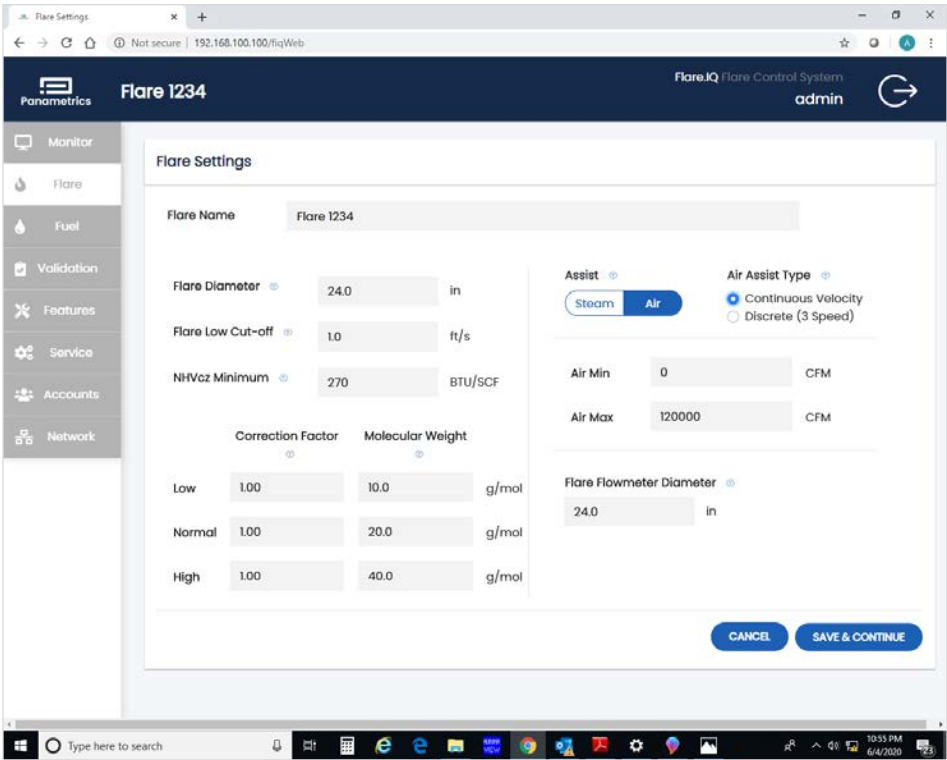 Flare Settings
Not secure | 192.168.100.100/fiqWeb
A
Panametrics
Flare 1234
Flare.IQ Flare Control System
admin
Monitor
Flare
Fuel
Validation
Features
Service
Accounts
Network
Flare Settings
Flare Name Flare 1234
Flare Diameter 24.0 in
Flare Low Cut-off 1.0 ft/s
NHVcz Minimum 270 BTU/SCF
Correction Factor Molecular Weight
Low 1.00 10.0 g/mol
Normal 1.00 20.0 g/mol
High 1.00 40.0 g/mol
Assist Air Assist Type
Steam Air Continuous Velocity
Discrete (3 Speed)
Air Min 0 CFM
Air Max 120000 CFM
Flare Flowmeter Diameter
24.0 in
CANCEL SAVE & CONTINUE
Type here to search
10:55 PM
6/4/2020
23